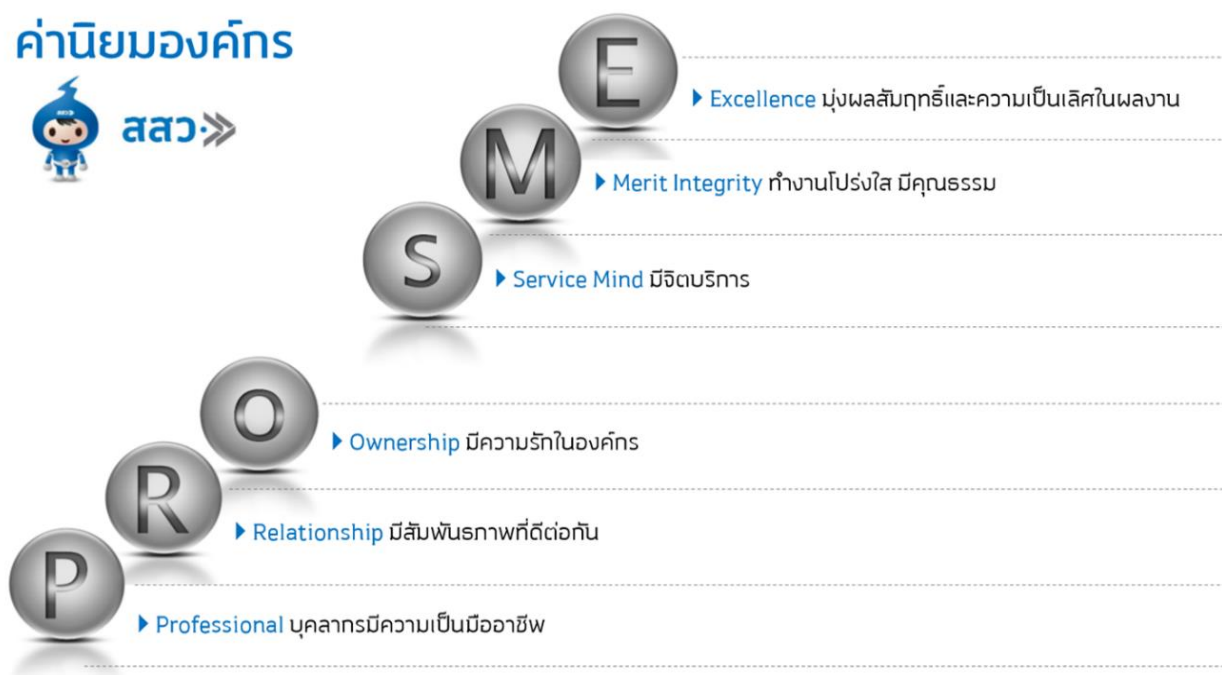 ค่านิยมองค์กร
สสว.
E
Excellence มุ่งผลสัมฤทธิ์และความเป็นเลิศในผลงาน
M
Merit Integrity ทำงานโปร่งใส มีคุณธรรม
S
Service Mind มีจิตบริการ
O
Ownership มีความรักในองค์กร
R
Relationship มีสัมพันธภาพที่ดีต่อกัน
P
Professional บุคลากรมีความเป็นมืออาชีพ